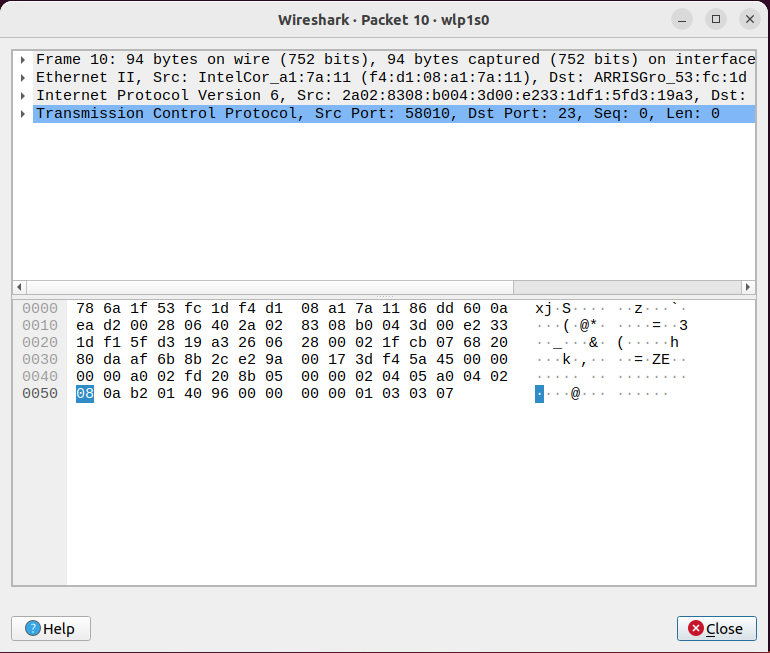 Wireshark · Packet 10 · wlp1s0
Frame 10: 94 bytes on wire (752 bits), 94 bytes captured (752 bits) on interface
Ethernet II, Src: IntelCor_a1:7a:11 (f4:d1:08:a1:7a:11), Dst: ARRISGro_53:fc:1d
Internet Protocol Version 6, Src: 2a02:8308:b004:3d00:e233:1df1:5fd3:19a3, Dst:
Transmission Control Protocol, Src Port: 58010, Dst Port: 23, Seq: 0, Len: 0
0000 78 6a 1f 53 fc 1d f4 d1 08 a1 7a 11 86 dd 60 0a xj·S···· ··z···`·
0010 ea d2 00 28 06 40 2a 02 83 08 b0 04 3d 00 e2 33 ···(·@*· ····=··3
0020 1d f1 5f d3 19 a3 26 06 28 00 02 1f cb 07 68 20 ··_···&· (·····h
0030 80 da af 6b 8b 2c e2 9a 00 17 3d f4 5a 45 00 00 ···k·,·· ··=·ZE··
0040 00 00 a0 02 fd 20 8b 05 00 00 02 04 05 a0 04 02 ····· ·· ········
0050 08 0a b2 01 40 96 00 00 00 00 01 03 03 07 ····@··· ······
Help
Close